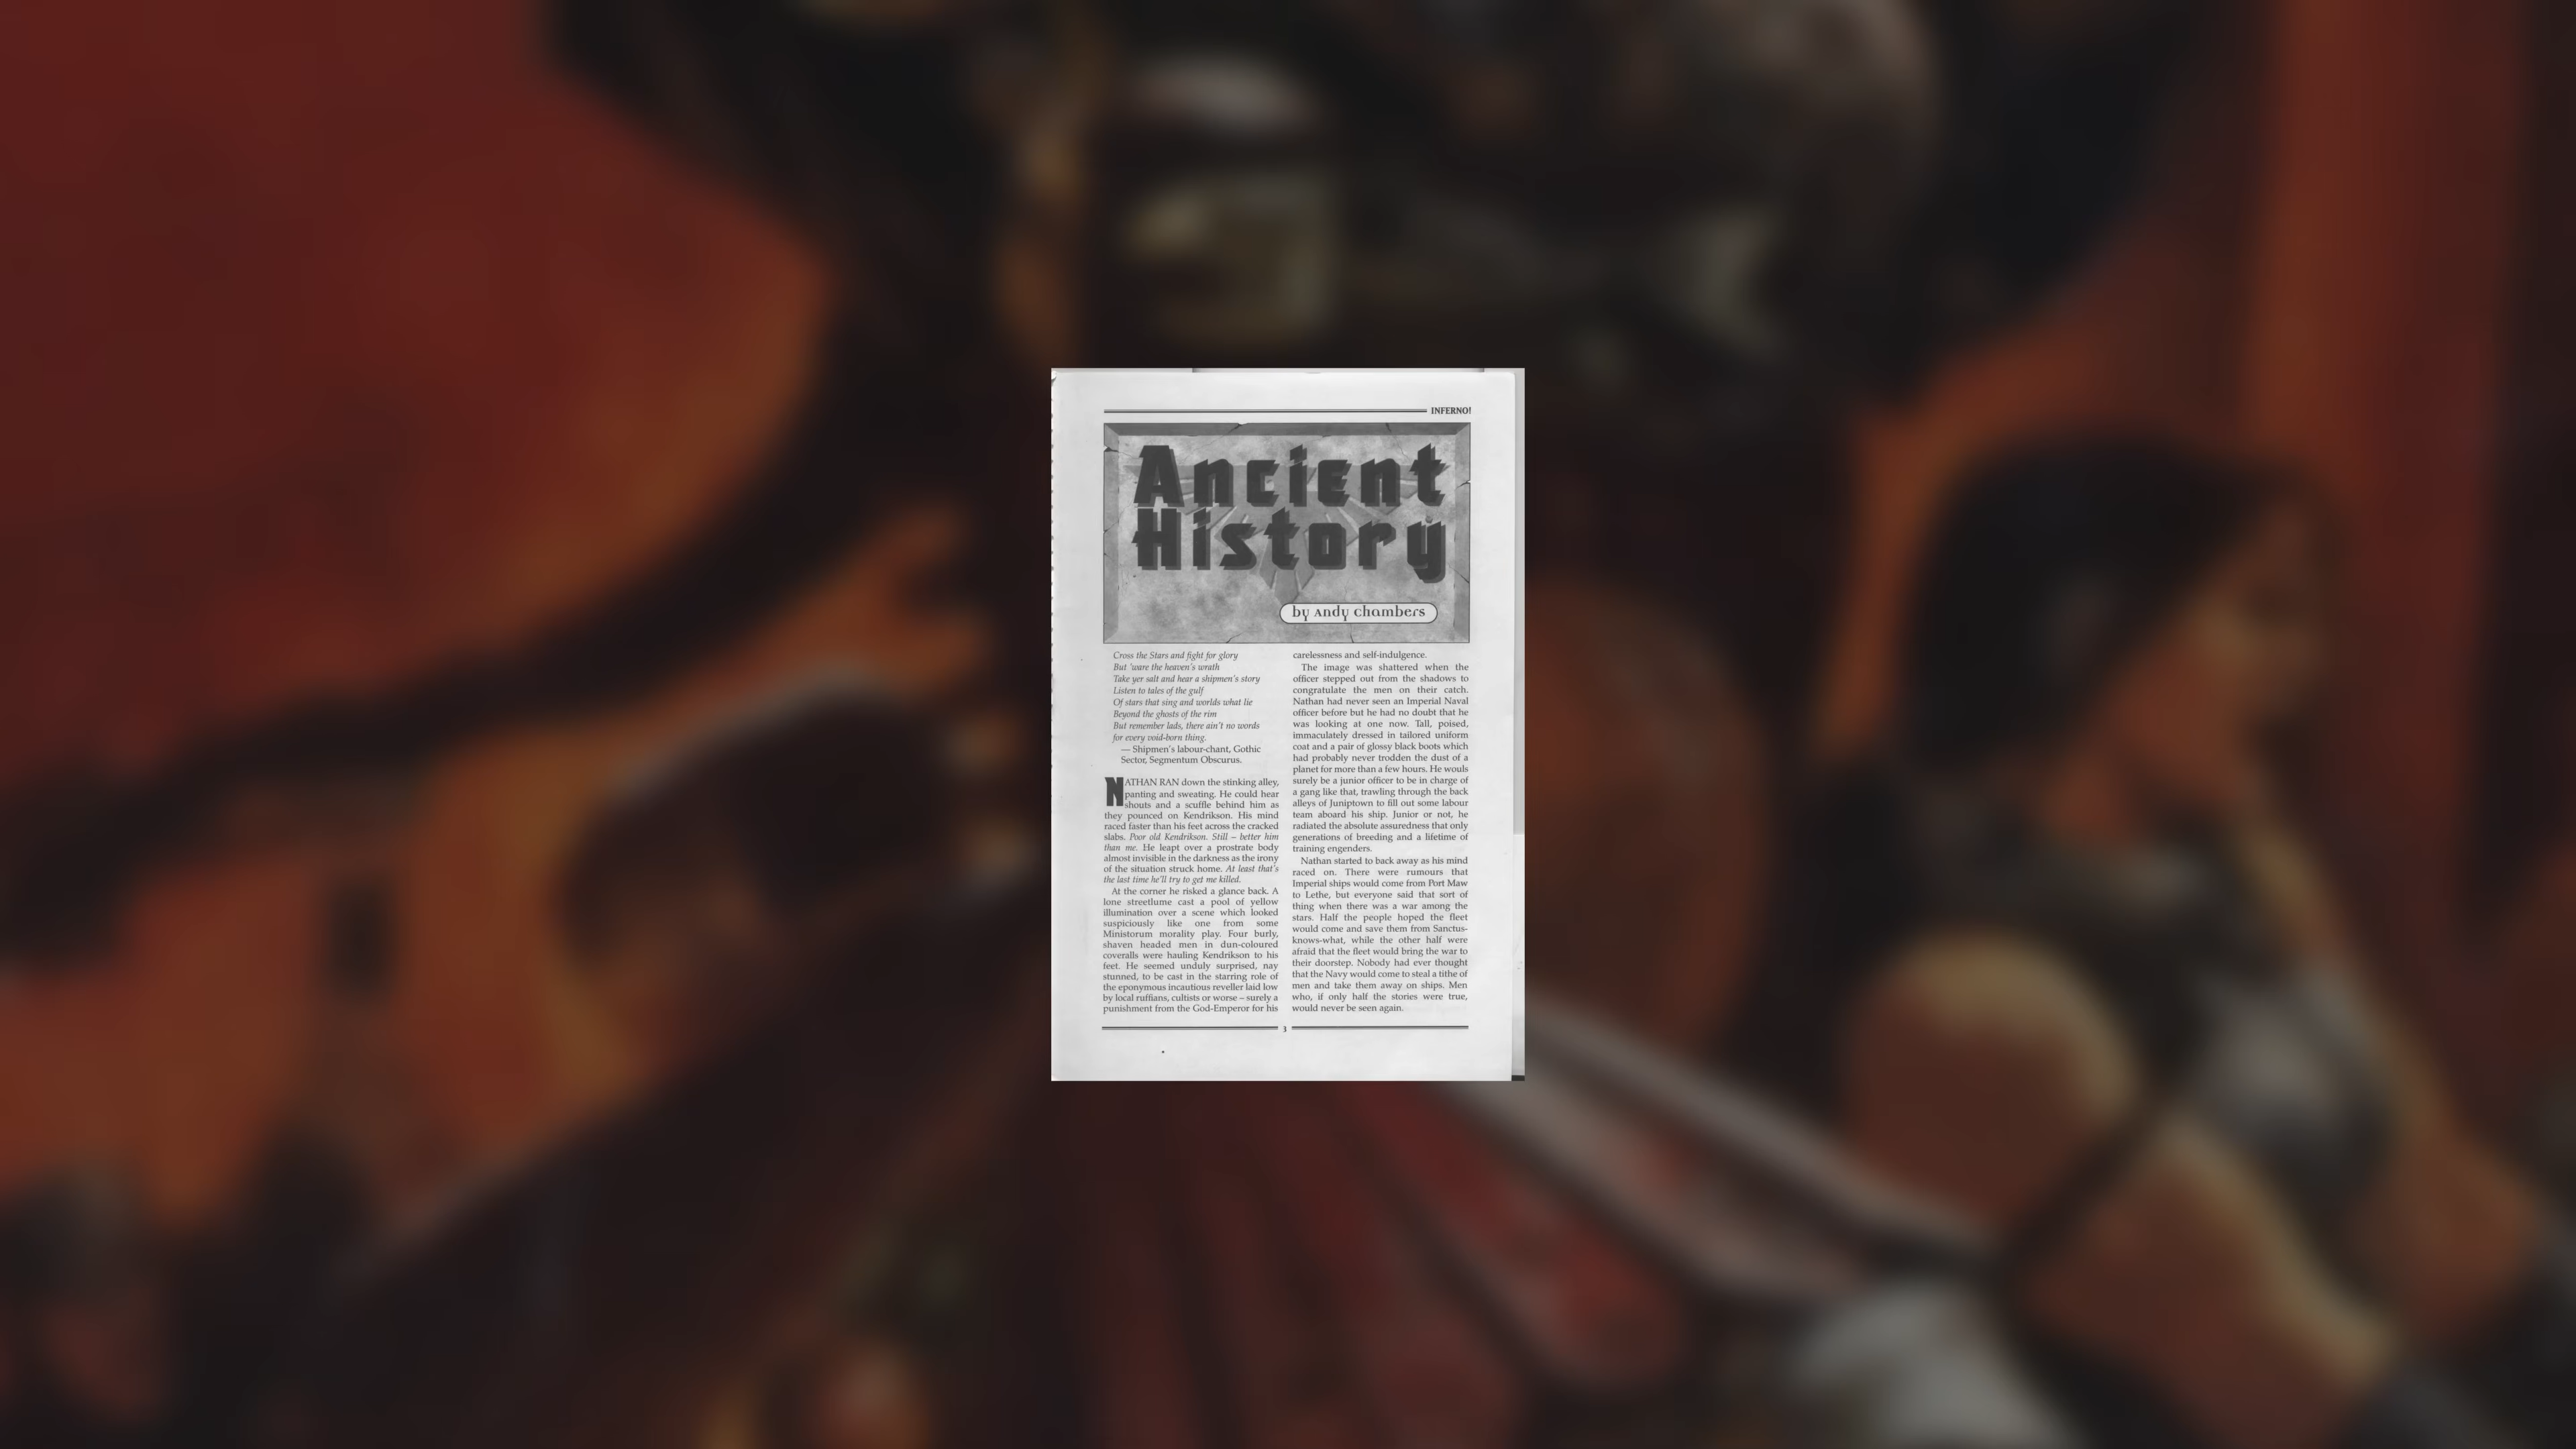 INFERNO!
Ancient
History
by Andy Chambers
Cross the Stars and fight for glory
But 'ware the heaven's wrath
Take yer salt and hear a shipmen's story
Listen to tales of the gulf
Of stars that sing and worlds what lie
Beyond the ghosts of the rim
But remember lads, there ain't no words
for every void-born thing.
— Shipmen's labour-chant, Gothic
Sector, Segmentum Obscurus.
NATHAN RAN down the stinking alley,
panting and sweating. He could hear
shouts and a scuffle behind him as
they pounced on Kendrikson. His mind
raced faster than his feet across the cracked
slabs. Poor old Kendrikson. Still – better him
than me. He leapt over a prostrate body
almost invisible in the darkness as the irony
of the situation struck home. At least that's
the last time he'll try to get me killed.
At the corner he risked a glance back. A
lone streetlume cast a pool of yellow
illumination over a scene which looked
suspiciously like one from some
Ministorum morality play. Four burly,
shaven headed men in dun-coloured
coveralls were hauling Kendrikson to his
feet. He seemed unduly surprised, nay
stunned, to be cast in the starring role of
the eponymous incautious reveller laid low
by local ruffians, cultists or worse – surely a
punishment from the God-Emperor for his
carelessness and self-indulgence.
The image was shattered when the
officer stepped out from the shadows to
congratulate the men on their catch.
Nathan had never seen an Imperial Naval
officer before but he had no doubt that he
was looking at one now. Tall, poised,
immaculately dressed in tailored uniform
coat and a pair of glossy black boots which
had probably never trodden the dust of a
planet for more than a few hours. He wouls
surely be a junior officer to be in charge of
a gang like that, trawling through the back
alleys of Juniptown to fill out some labour
team aboard his ship. Junior or not, he
radiated the absolute assuredness that only
generations of breeding and a lifetime of
training engenders.
Nathan started to back away as his mind
raced on. There were rumours that
Imperial ships would come from Port Maw
to Lethe, but everyone said that sort of
thing when there was a war among the
stars. Half the people hoped the fleet
would come and save them from Sanctus-
knows-what, while the other half were
afraid that the fleet would bring the war to
their doorstep. Nobody had ever thought
that the Navy would come to steal a tithe of
men and take them away on ships. Men
who, if only half the stories were true,
would never be seen again.
3